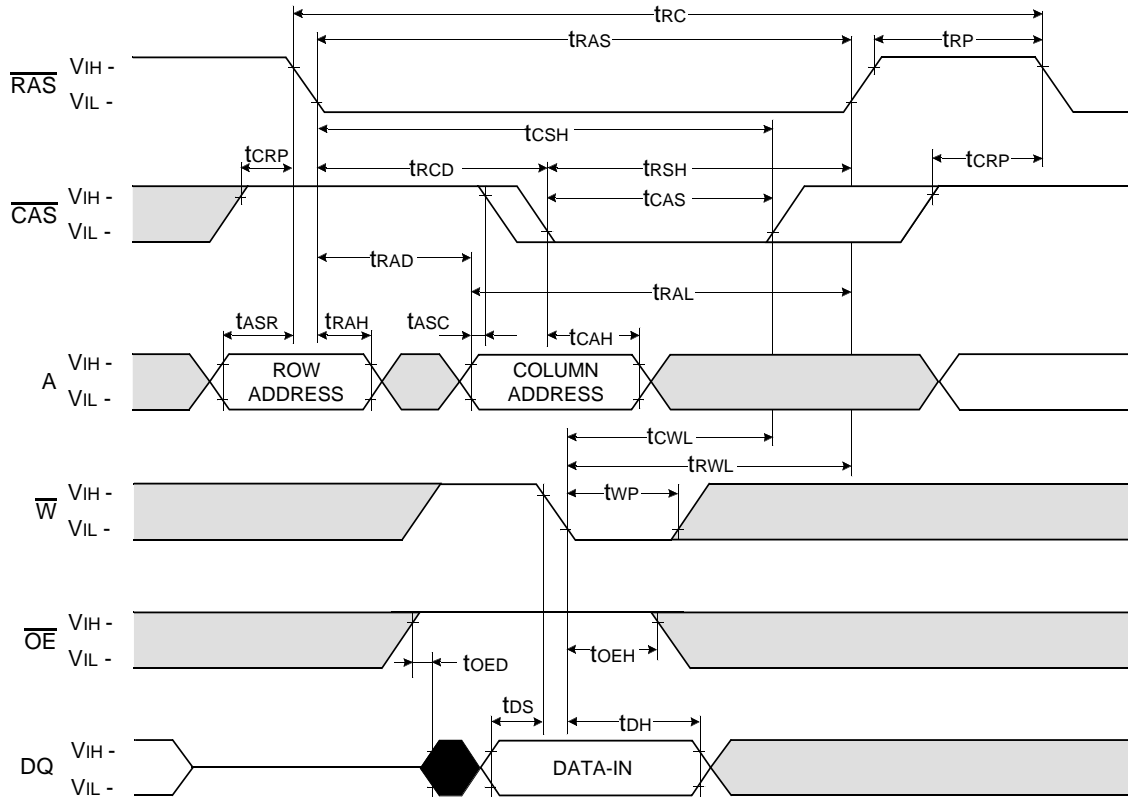 tRC
tRAS
tRP
RAS
VIH -
VIL -
tCSH
tCRP
tRCD
tRSH
tCRP
CAS
VIH -
VIL -
tCAS
tRAD
tRAL
tASR
tRAH
tASC
tCAH
A
VIH -
VIL -
ROW
ADDRESS
COLUMN
ADDRESS
tCWL
tRWL
W
VIH -
VIL -
tWP
OE
VIH -
VIL -
tOED
tOEH
tDS
tDH
DQ
VIH -
VIL -
DATA-IN